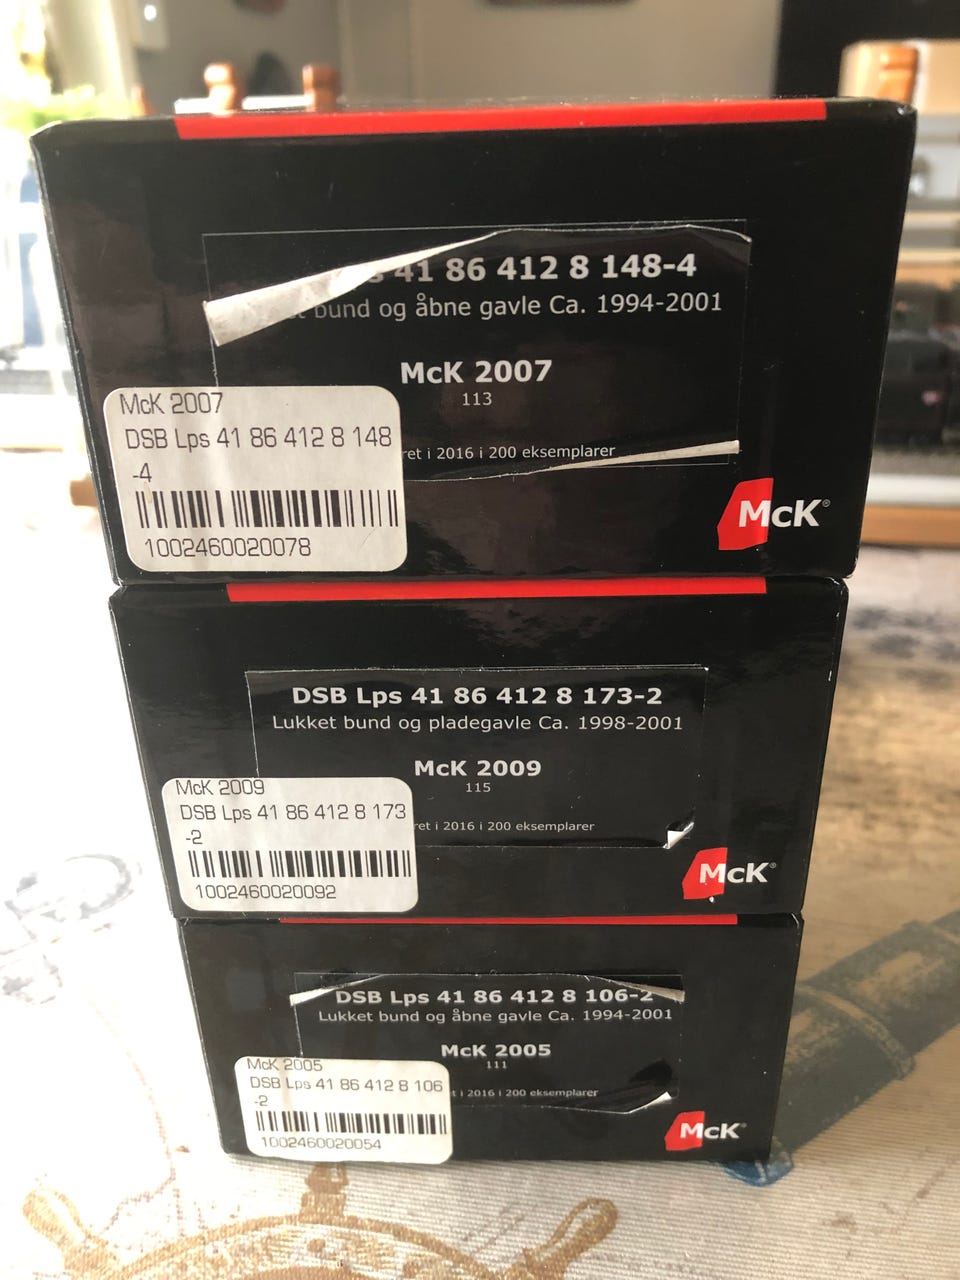 41 86 412 8 148-4
bund og åbne gavle Ca. 1994-2001
McK 2007
113
i 2016 i 200 eksemplarer
McK 2007
DSB Lps 41 86 412 8 148
-4
1002460020078
McK®
DSB Lps 41 86 412 8 173-2
Lukket bund og pladegavle Ca. 1998-2001
McK 2009
115
i 2016 i 200 eksemplarer
McK 2009
DSB Lps 41 86 412 8 173
-2
1002460020092
McK®
DSB Lps 41 86 412 8 106-2
Lukket bund og åbne gavle Ca. 1994-2001
McK 2005
111
i 2016 i 200 eksemplarer
McK 2005
DSB Lps 41 86 412 8 106
-2
1002460020054
McK®